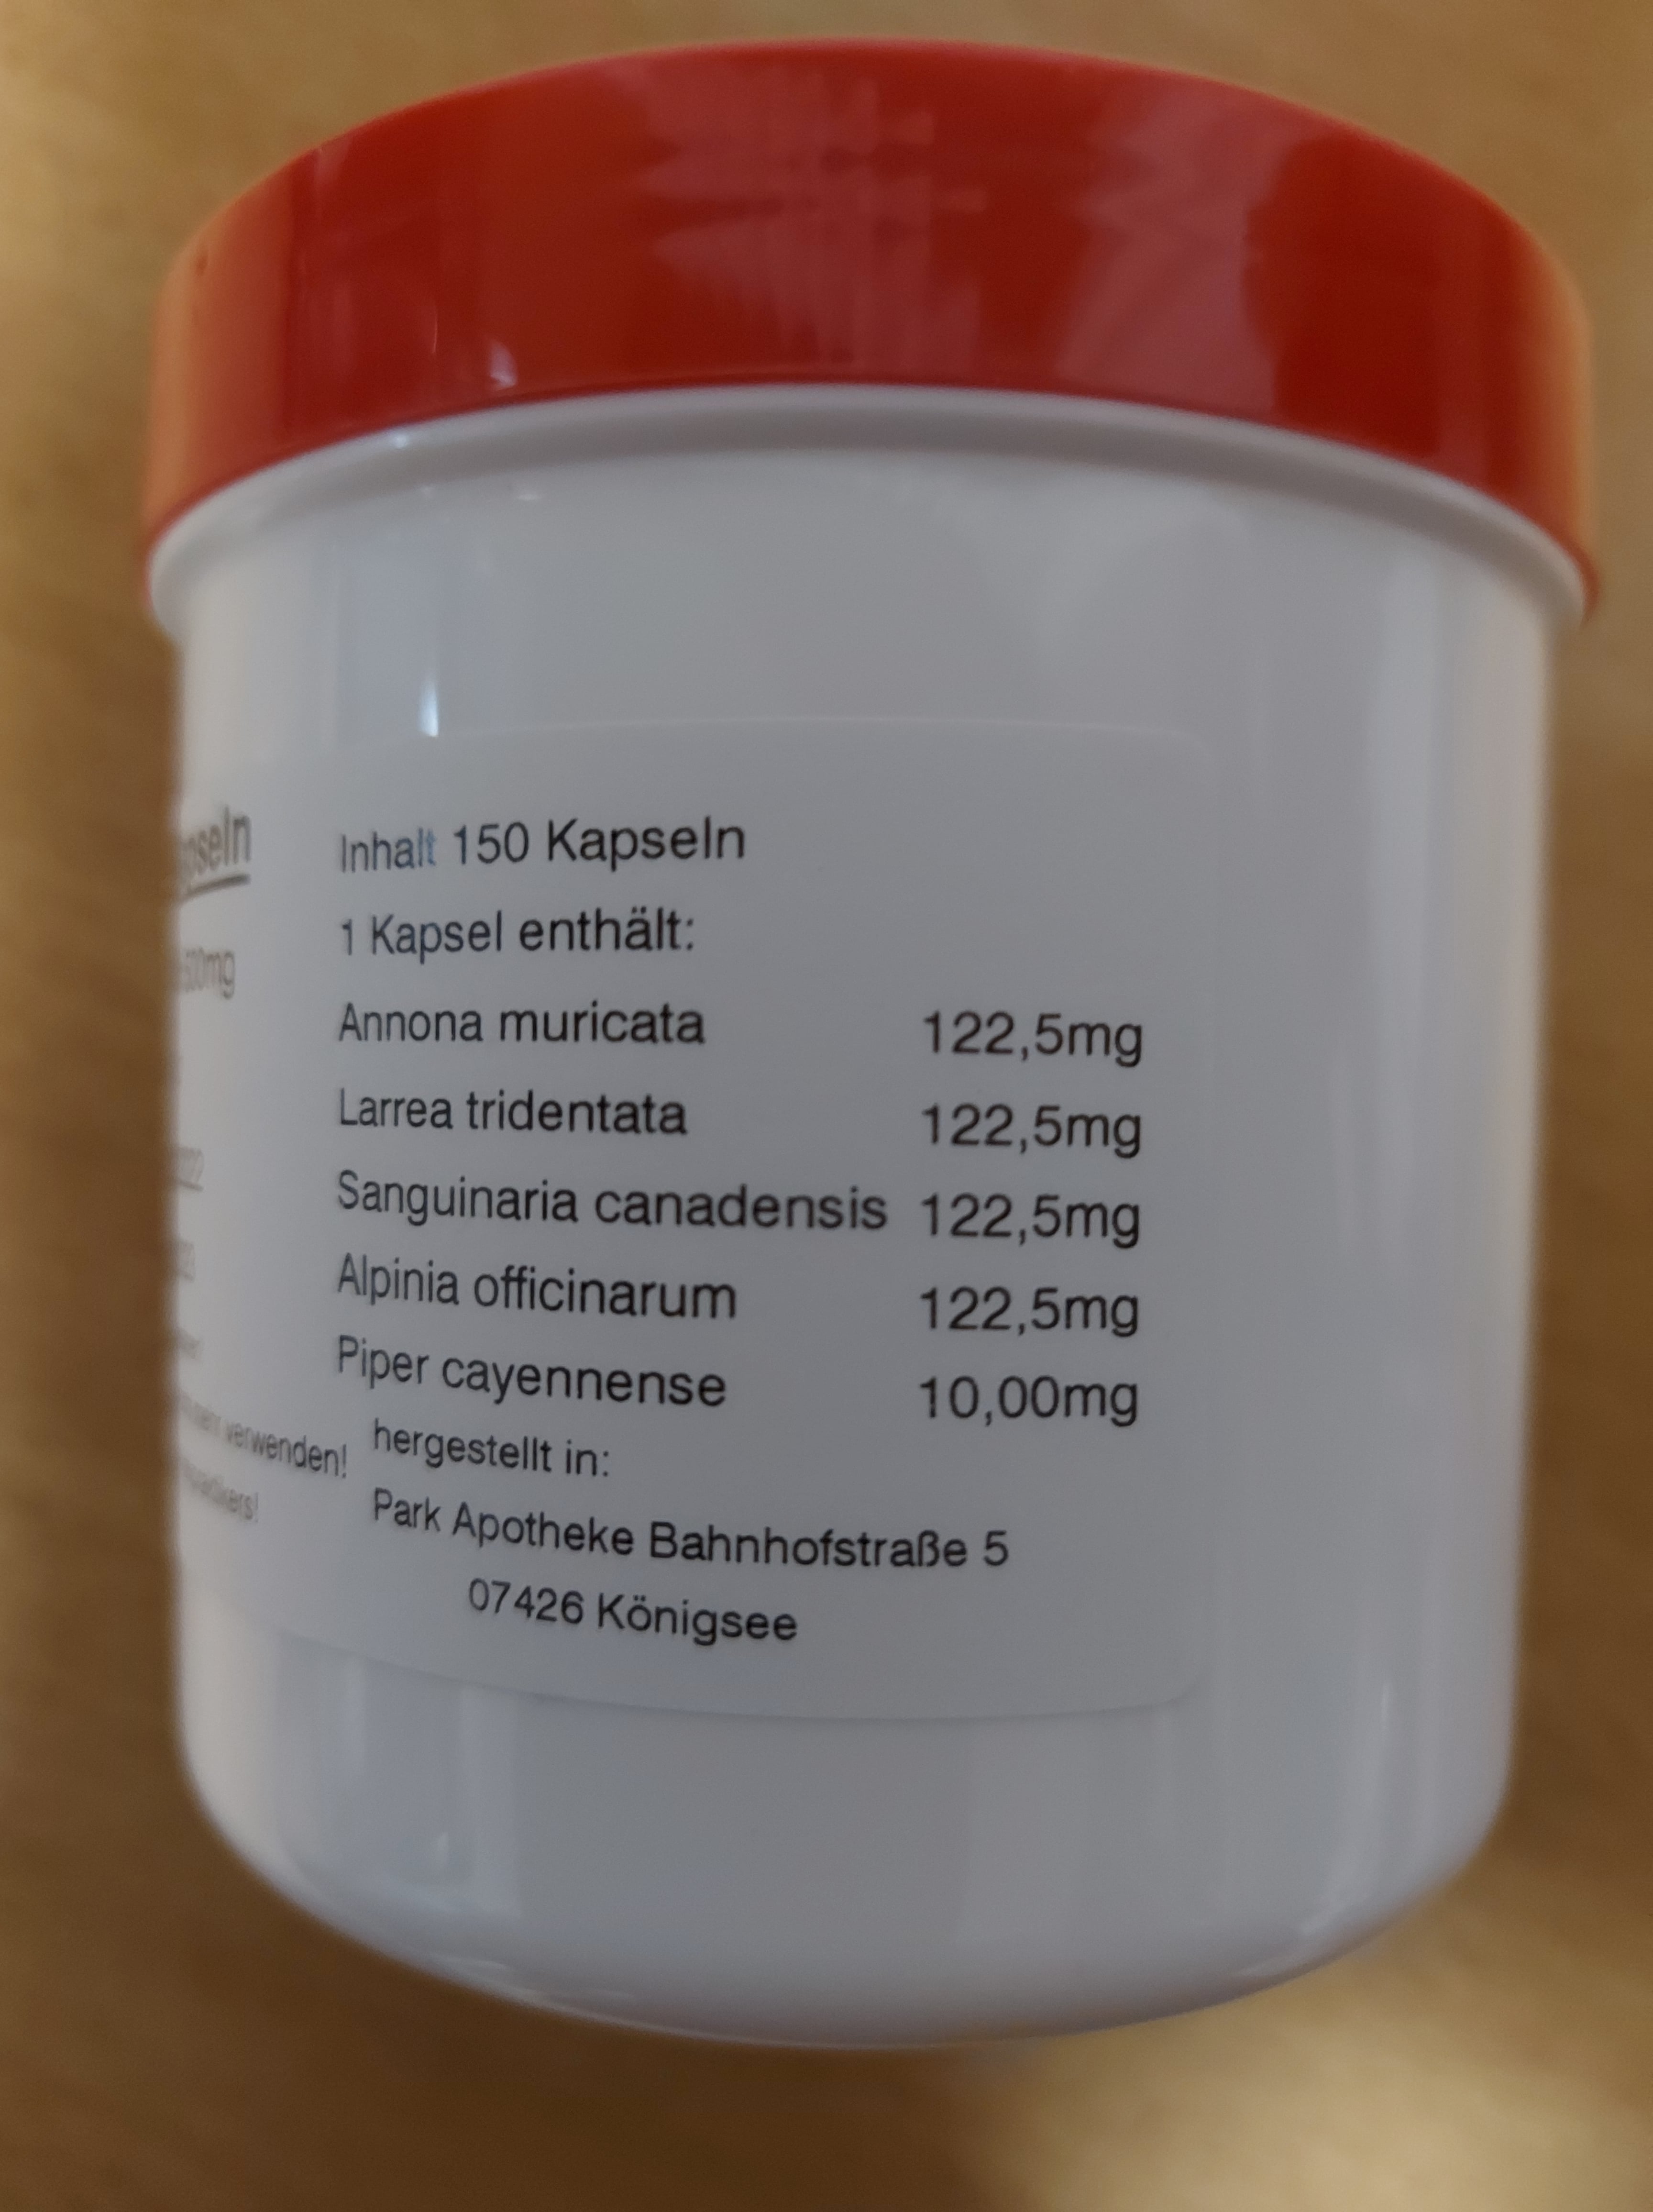 Inhalt 150 Kapseln
1 Kapsel enthält:
Annona muricata 122,5mg
Larrea tridentata 122,5mg
Sanguinaria canadensis 122,5mg
Alpinia officinarum 122,5mg
Piper cayennense 10,00mg
verwenden!
hergestellt in:
Park Apotheke Bahnhofstraße 5
07426 Königsee